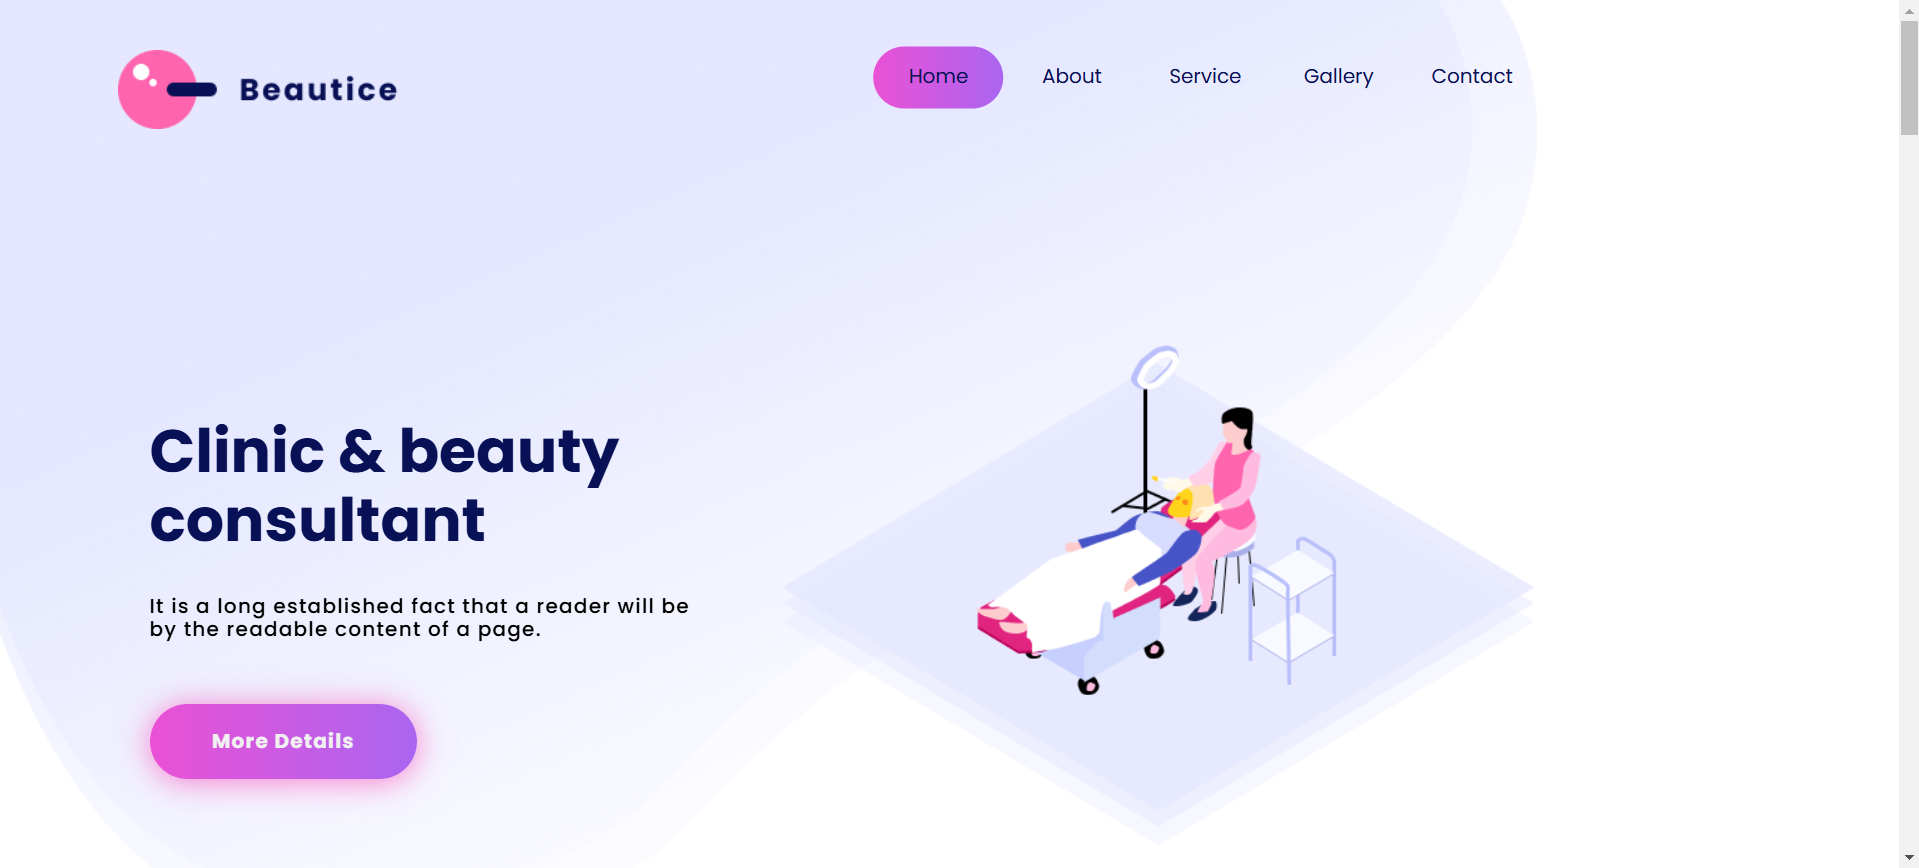 Beautice
Home
About
Service
Gallery
Contact
Clinic & beauty
consultant
It is a long established fact that a reader will be
by the readable content of a page.
More Details